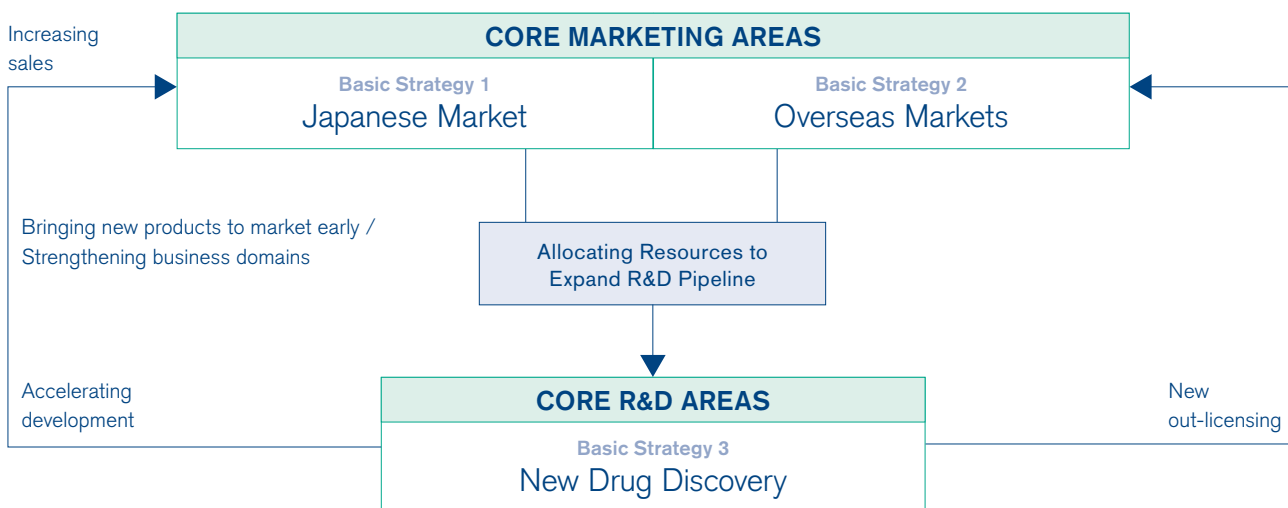 Increasing
sales
CORE MARKETING AREAS
Basic Strategy 1
Japanese Market
Basic Strategy 2
Overseas Markets
Bringing new products to market early /
Strengthening business domains
Allocating Resources to
Expand R&D Pipeline
Accelerating
development
CORE R&D AREAS
Basic Strategy 3
New Drug Discovery
New
out-licensing